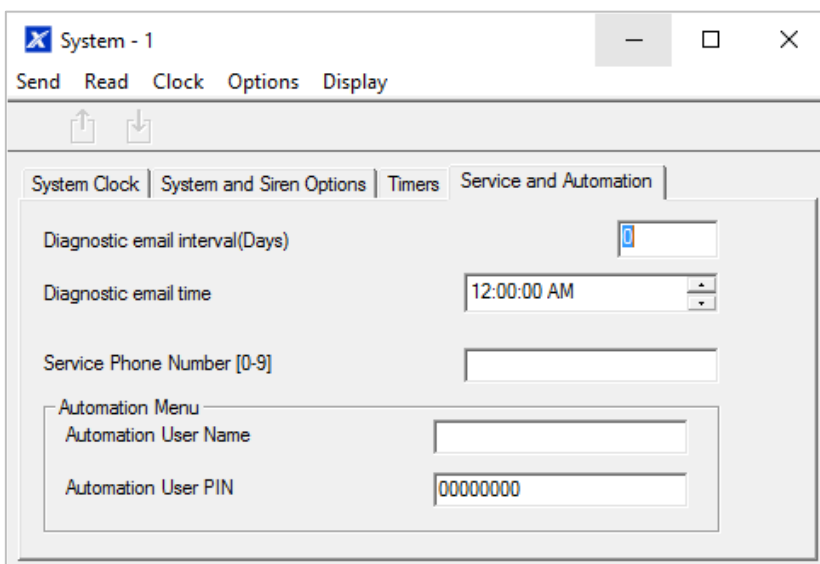 System - 1
Send Read Clock Options Display
System Clock System and Siren Options Timers Service and Automation
Diagnostic email interval(Days) 0
Diagnostic email time 12:00:00 AM
Service Phone Number [0-9]
Automation Menu
Automation User Name
Automation User PIN 00000000